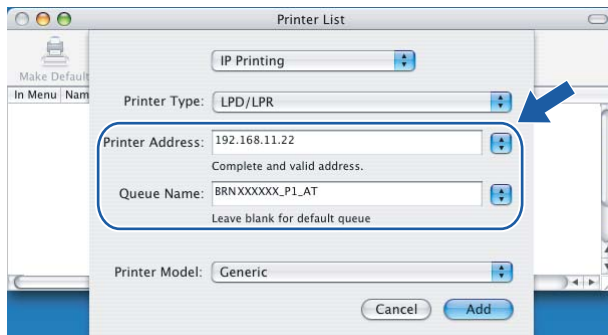 Printer List
IP Printing
Make Default
In Menu Nam
Printer Type: LPD/LPR
Printer Address: 192.168.11.22
Complete and valid address.
Queue Name: BRNXXXXXX_P1_AT
Leave blank for default queue
Printer Model: Generic
Cancel Add